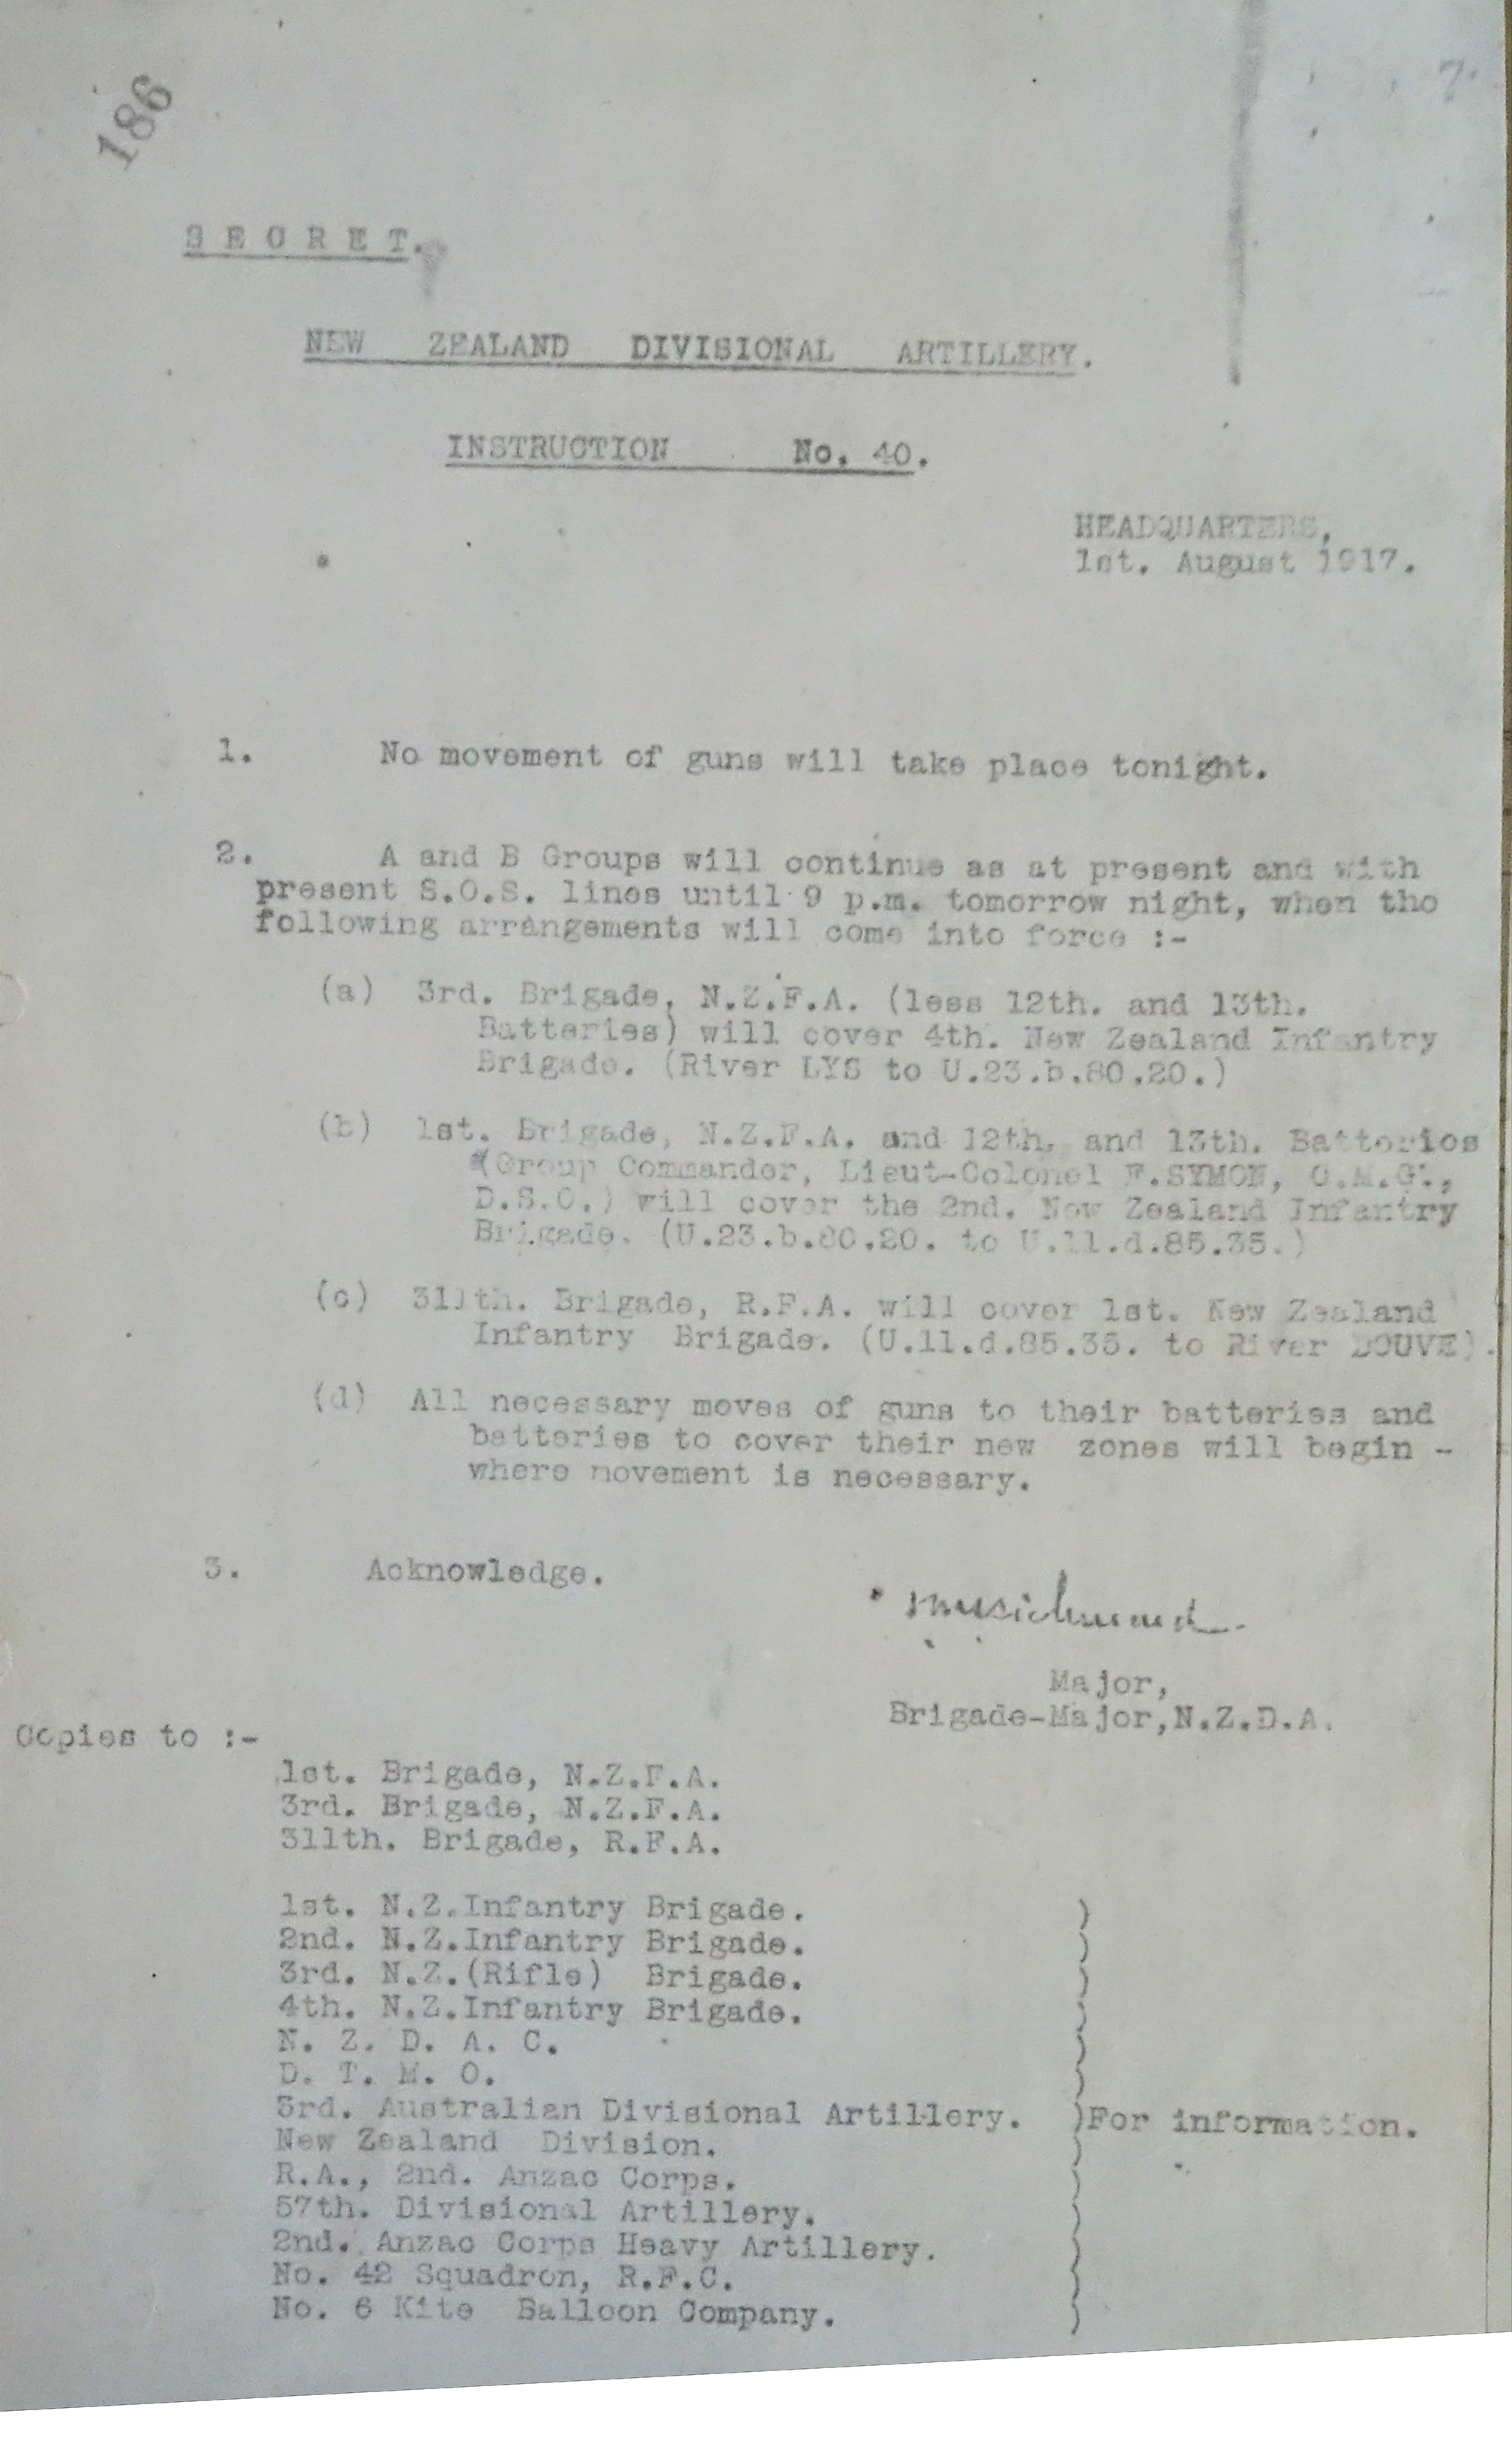 186
SECRET.
NEW ZEALAND DIVISIONAL ARTILLERY.
INSTRUCTION No. 40.
HEADQUARTERS,
1st. August 1917.
1. No movement of guns will take place tonight.
2. A and B Groups will continue as at present and with
present S.O.S. lines until 9 p.m. tomorrow night, when the
following arrangements will come into force :-
(a) 3rd. Brigade, N.Z.F.A. (less 12th. and 13th.
Batteries) will cover 4th. New Zealand Infantry
Brigade. (River LYS to U.23.b.80.20.)
(b) 1st. Brigade, N.Z.F.A. and 12th. and 13th. Batteries
(Group Commander, Lieut-Colonel F.SYMON, C.M.G.,
D.S.O.) will cover the 2nd. New Zealand Infantry
Brigade. (U.23.b.80.20. to U.11.d.85.35.)
(c) 311th. Brigade, R.F.A. will cover 1st. New Zealand
Infantry Brigade. (U.11.d.85.35. to River DOUVE).
(d) All necessary moves of guns to their batteries and
batteries to cover their new zones will begin -
where movement is necessary.
3. Acknowledge.
Major,
Brigade-Major,N.Z.D.A.
Copies to :-
1st. Brigade, N.Z.F.A.
3rd. Brigade, N.Z.F.A.
311th. Brigade, R.F.A.
1st. N.Z.Infantry Brigade. )
2nd. N.Z.Infantry Brigade. )
3rd. N.Z.(Rifle) Brigade. )
4th. N.Z.Infantry Brigade. )
N. Z. D. A. C. )
D. T. M. O. )
3rd. Australian Divisional Artillery. )For information.
New Zealand Division. )
R.A., 2nd. Anzac Corps. )
57th. Divisional Artillery. )
2nd. Anzac Corps Heavy Artillery. )
No. 42 Squadron, R.F.C. )
No. 6 Kite Balloon Company. )